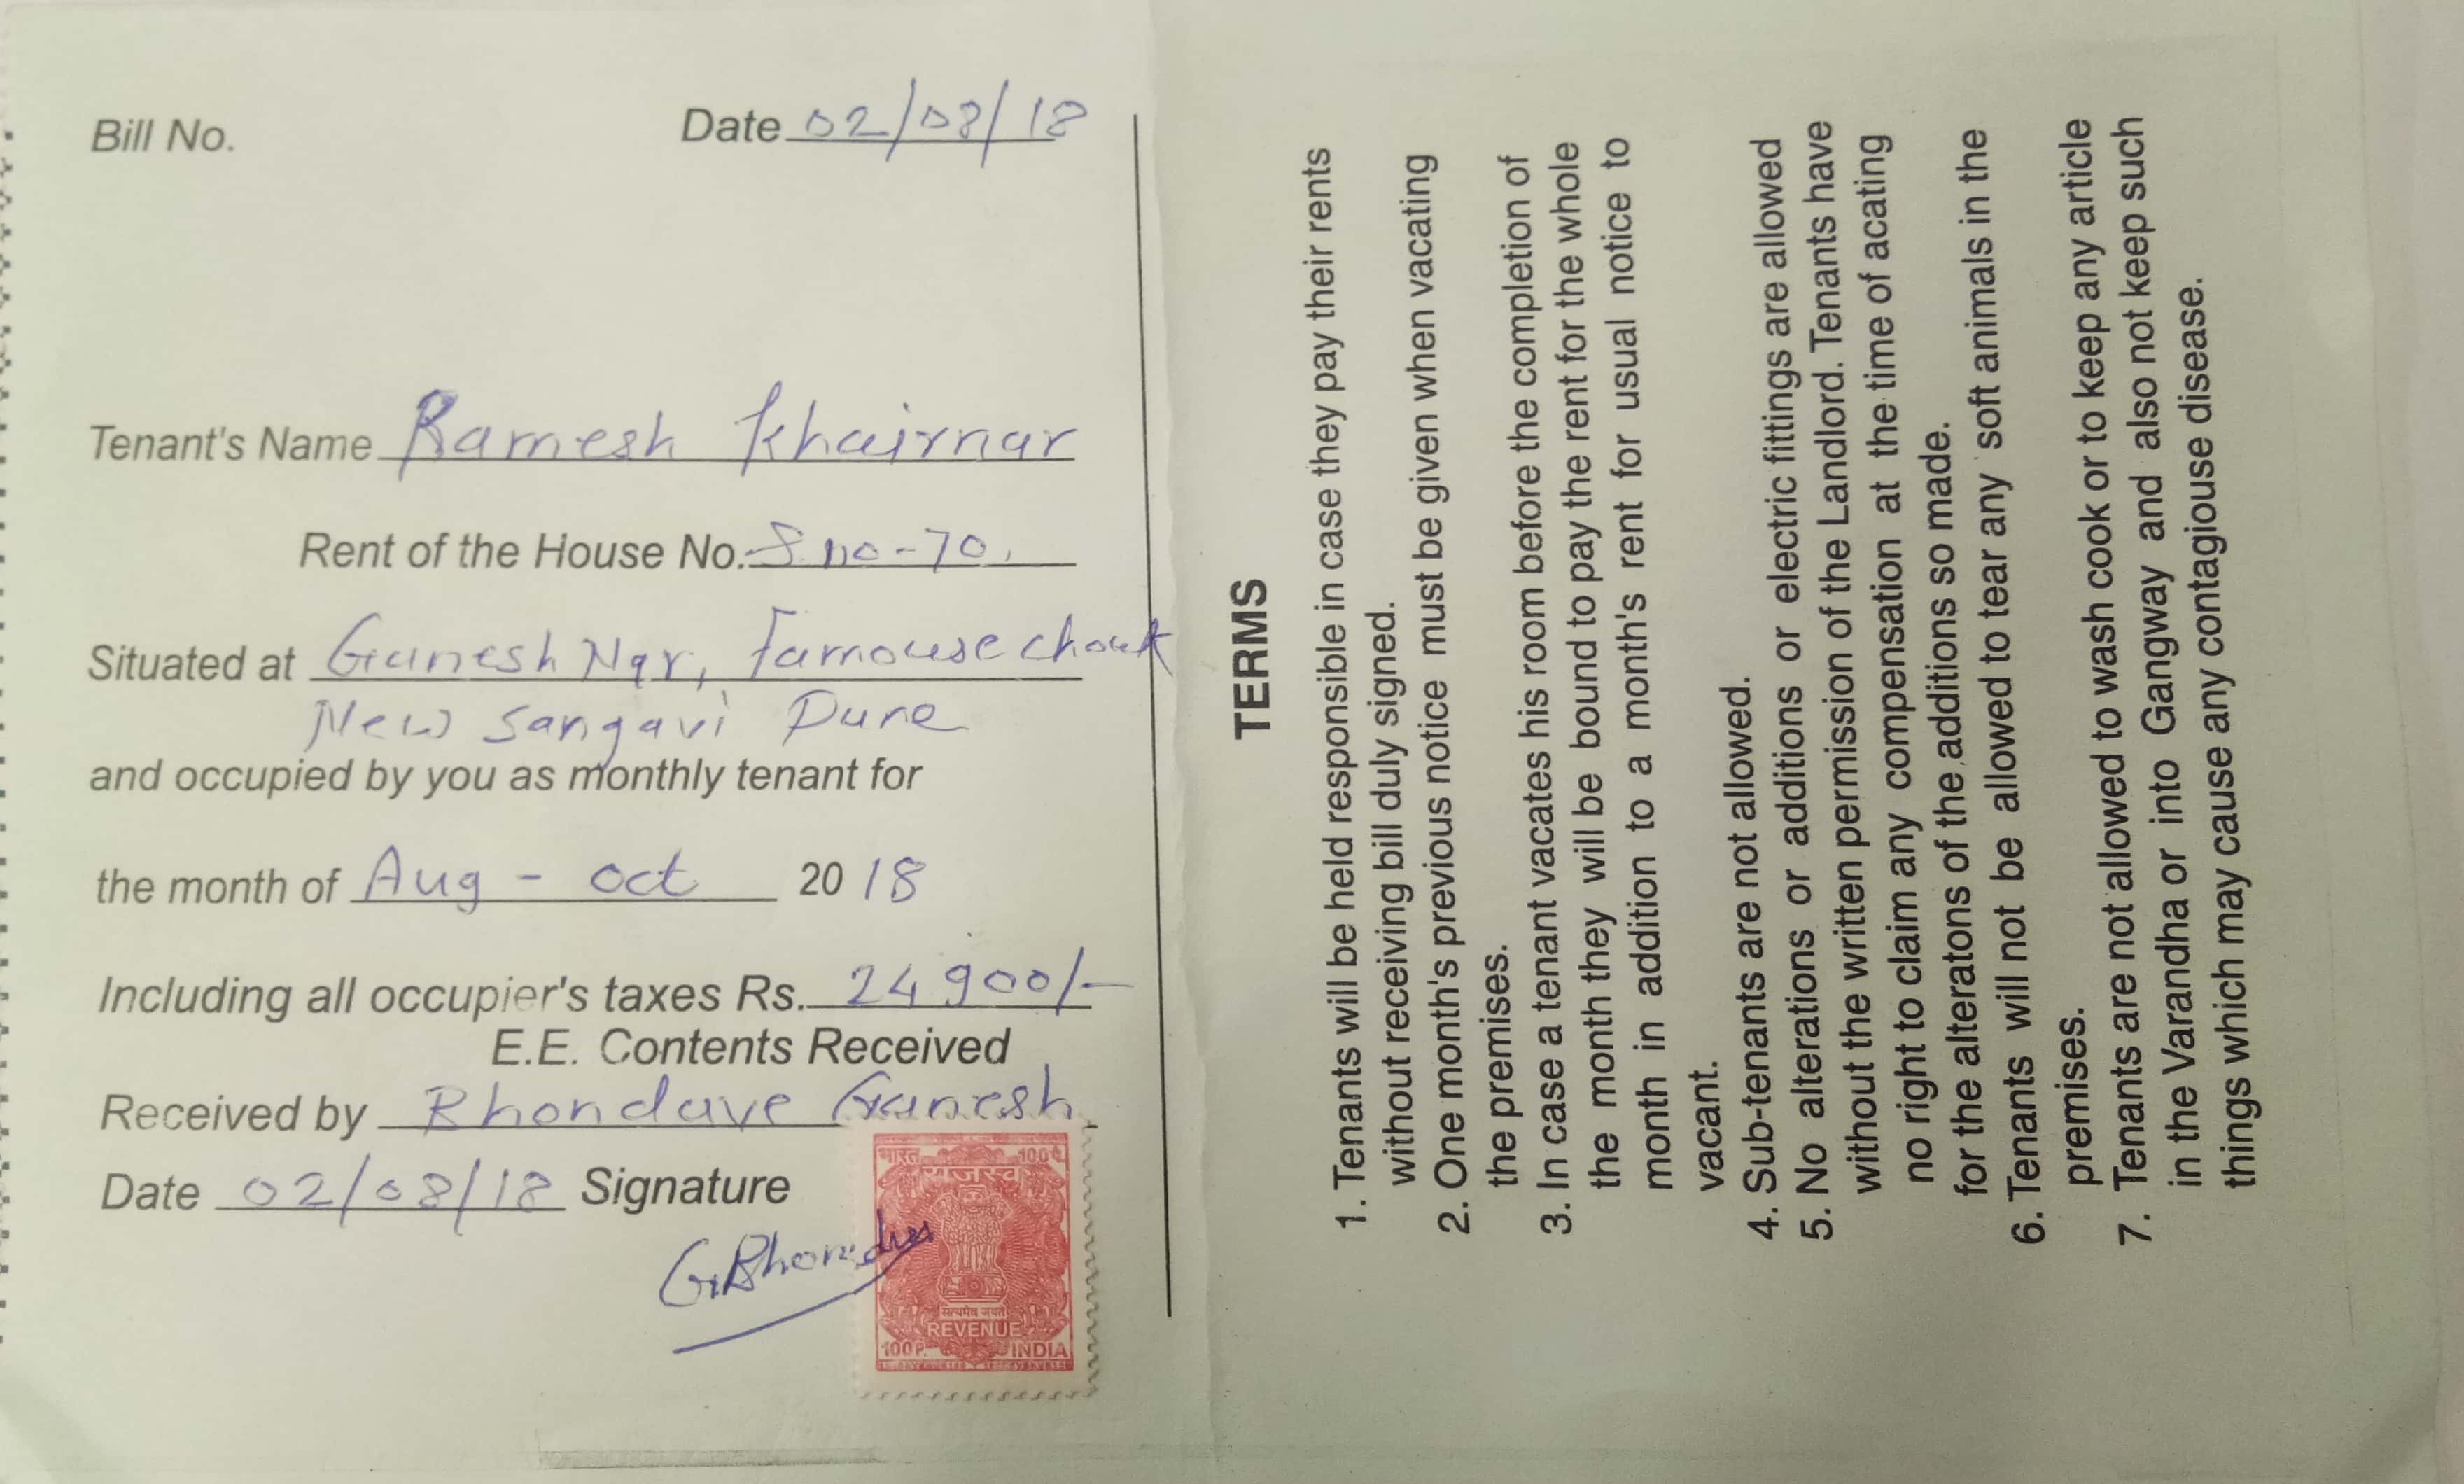 Bill No. Date 02/08/18
Tenant's Name Ramesh Khairnar
Rent of the House No. S no-70.
Situated at Ganesh Ngr, Famouse chowk
New Sangavi Pune
and occupied by you as monthly tenant for
the month of Aug - oct 2018
Including all occupier's taxes Rs. 24900/-
E.E. Contents Received
Received by Bhondave Ganesh
Date 02/08/18 Signature
भारत 100पै.
राजस्व
सत्यमेव जयते
REVENUE
100P. INDIA
TERMS
1. Tenants will be held responsible in case they pay their rents
without receiving bill duly signed.
2. One month's previous notice must be given when vacating
the premises.
3. In case a tenant vacates his room before the completion of
the month they will be bound to pay the rent for the whole
month in addition to a month's rent for usual notice to
vacant.
4. Sub-tenants are not allowed.
5. No alterations or additions or electric fittings are allowed
without the written permission of the Landlord. Tenants have
no right to claim any compensation at the time of acating
for the alteratons of the additions so made.
6. Tenants will not be allowed to tear any soft animals in the
premises.
7. Tenants are not allowed to wash cook or to keep any article
in the Varandha or into Gangway and also not keep such
things which may cause any contagiouse disease.